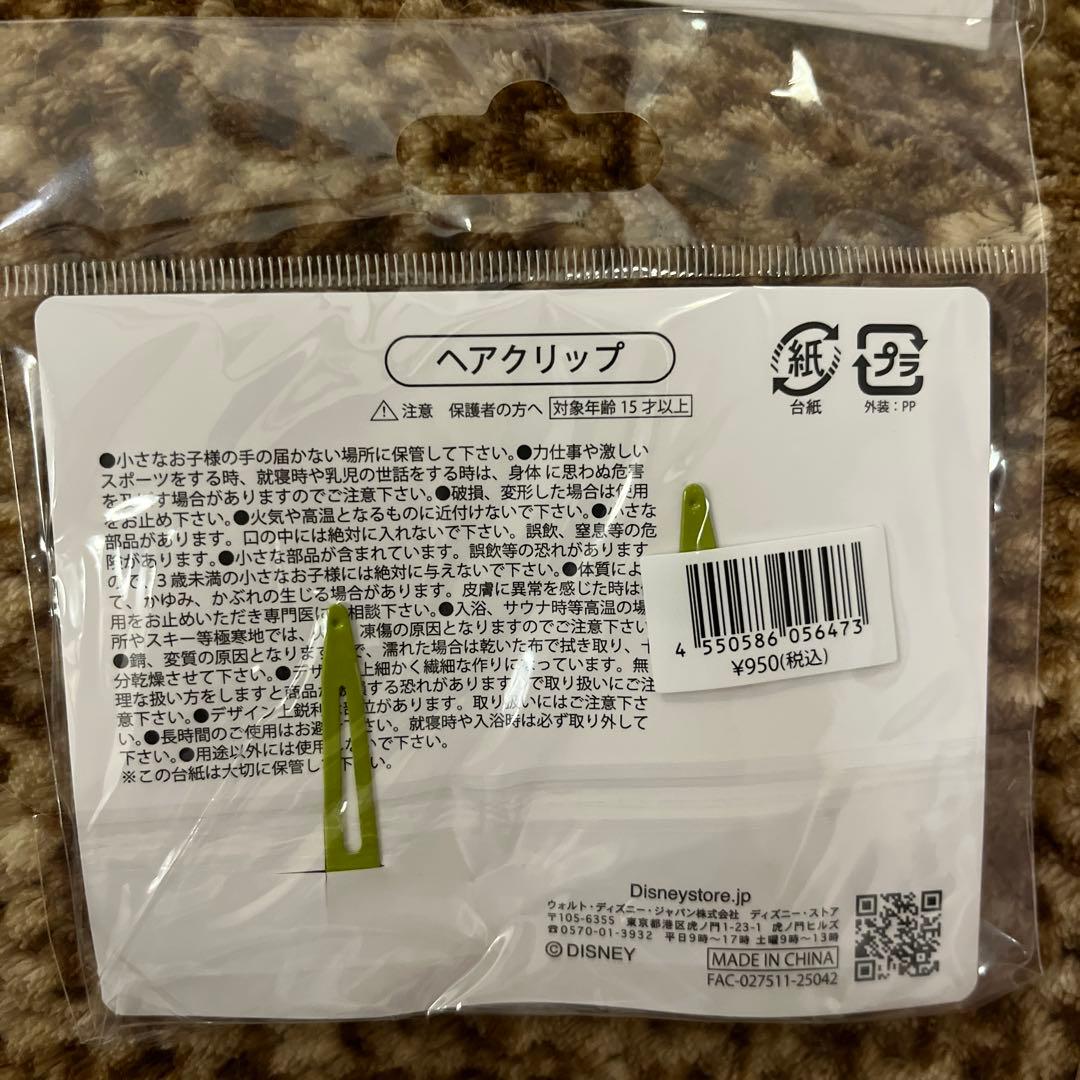 ヘアクリップ
紙
台紙
プラ
外装：PP
注意 保護者の方へ 対象年齢 15 才以上
●小さなお子様の手の届かない場所に保管して下さい。●力仕事や激しい
スポーツをする時、就寝時や乳児の世話をする時は、身体に思わぬ危害
を す場合がありますのでご注意下さい。●破損、変形した場合は使用
をお止め下さい。●火気や高温となるものに近付けないで下さい。●小さな
部品があります。口の中には絶対に入れないで下さい。誤飲、窒息等の危
険があります。●小さな部品が含まれています。誤飲等の恐れがあります
ので、3歳未満の小さなお子様には絶対に与えないで下さい。●体質によ
て、かゆみ、かぶれの生じる場合があります。皮膚に異常を感じた時は
用をお止めいただき専門医に 相談下さい。●入浴、サウナ時等高温の場
所やスキー等極寒地では、 凍傷の原因となりますのでご注意下さい
●錆、変質の原因となります で、濡れた場合は乾いた布で拭き取り、
分乾燥させて下さい。●デザ 上細かく繊細な作りに っています。無
理な扱い方をしますと商品が する恐れがあります で取り扱いにご注
意下さい。●デザイン上鋭利 部位があります。取り扱いにはご注意下さ
い。●長時間のご使用はお避 下さい。就寝時や入浴時は必ず取り外して
下さい。●用途以外には使用 ないで下さい。
※この台紙は大切に保管して下さい。
4 550586 056473
¥950(税込)
Disneystore.jp
ウォルト・ディズニー・ジャパン株式会社 ディズニー・ストア
〒105-6355 東京都港区虎ノ門1-23-1 虎ノ門ヒルズ
☎0570-01-3932 平日9時〜17時 土曜9時〜13時
©DISNEY
MADE IN CHINA
FAC-027511-25042